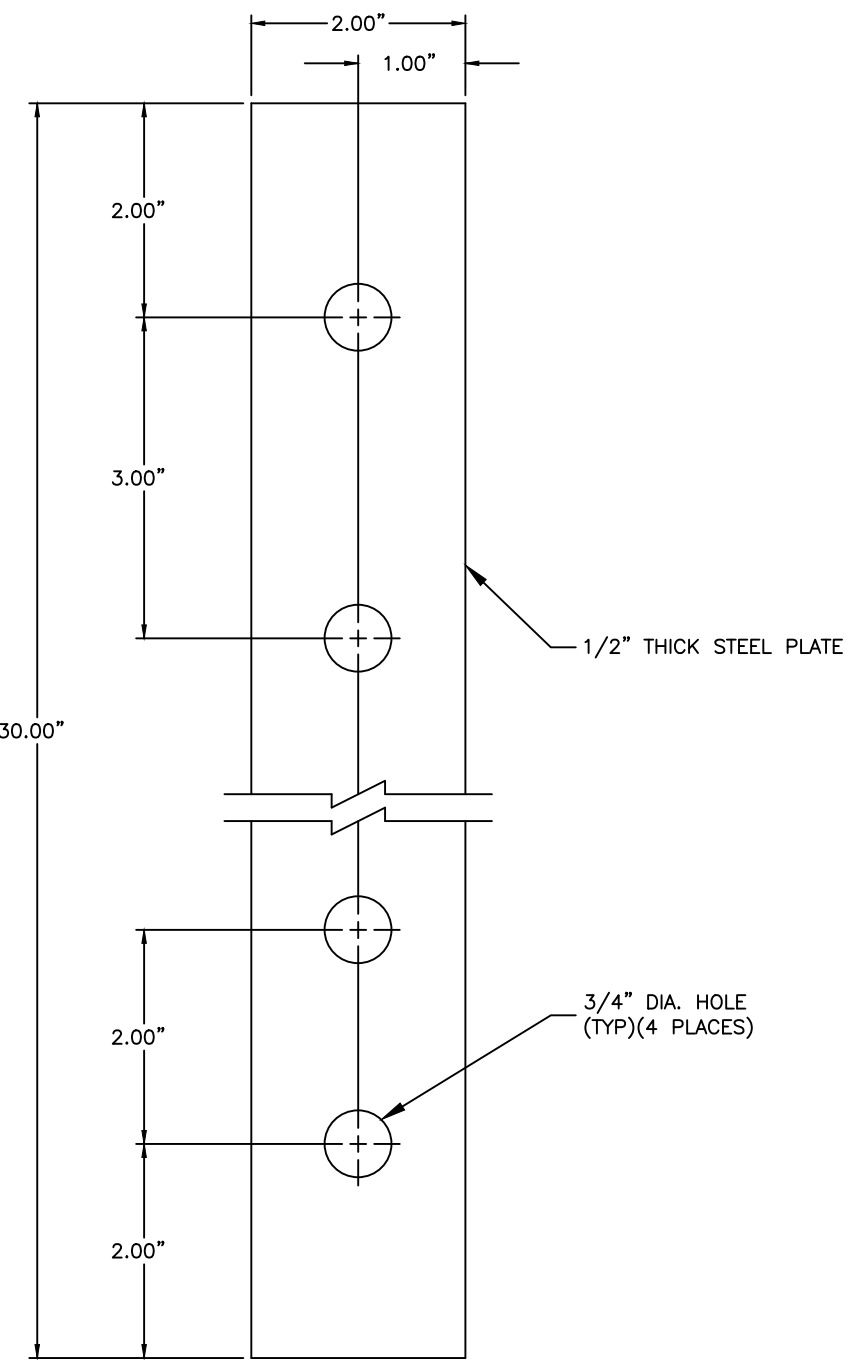 2.00”
1.00”
2.00”
3.00”
1/2” THICK STEEL PLATE
30.00”
3/4” DIA. HOLE
(TYP)(4 PLACES)
2.00”
2.00”